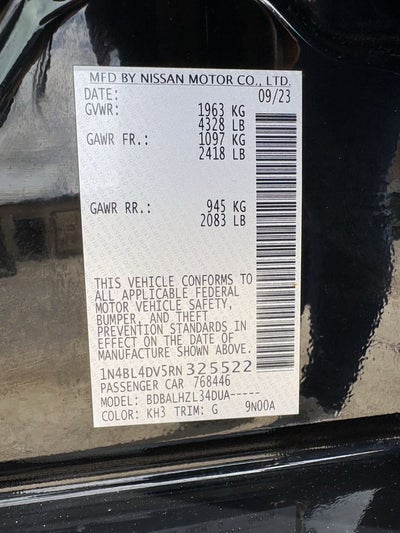 MFD BY NISSAN MOTOR CO., LTD.
DATE: 09/23
GVWR: 1963 KG
4328 LB
GAWR FR.: 1097 KG
2418 LB
GAWR RR.: 945 KG
2083 LB
THIS VEHICLE CONFORMS TO
ALL APPLICABLE FEDERAL
MOTOR VEHICLE SAFETY,
BUMPER, AND THEFT
PREVENTION STANDARDS IN
EFFECT ON THE DATE OF
MANUFACTURE SHOWN ABOVE.
1N4BL4DV5RN325522
PASSENGER CAR 768446
MODEL: BDBALHZL34DUA-----
COLOR: KH3 TRIM: G 9N00A